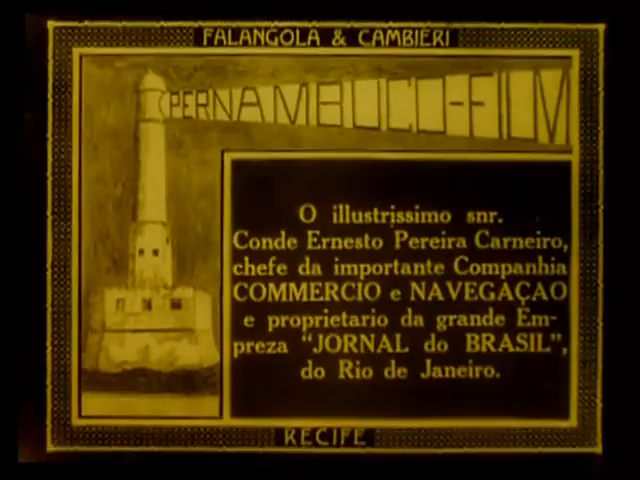 FALANGOLA & CAMBIERI
PERNAMBUCO-FILM
O illustrissimo snr.
Conde Ernesto Pereira Carneiro,
chefe da importante Companhia
COMMERCIO e NAVEGAÇAO
e proprietario da grande Em-
preza "JORNAL do BRASIL",
do Rio de Janeiro.
RECIFE